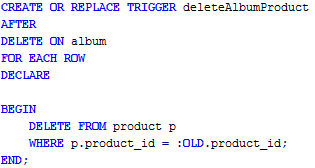 CREATE OR REPLACE TRIGGER deleteAlbumProduct
AFTER
DELETE ON album
FOR EACH ROW
DECLARE
BEGIN
DELETE FROM product p
WHERE p.product_id = :OLD.product_id;
END;